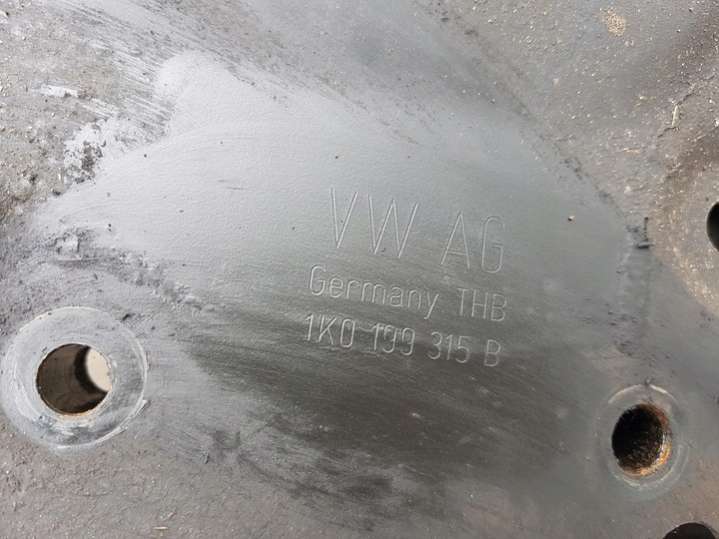 VW AG
Germany THB
1K0 199 315 B